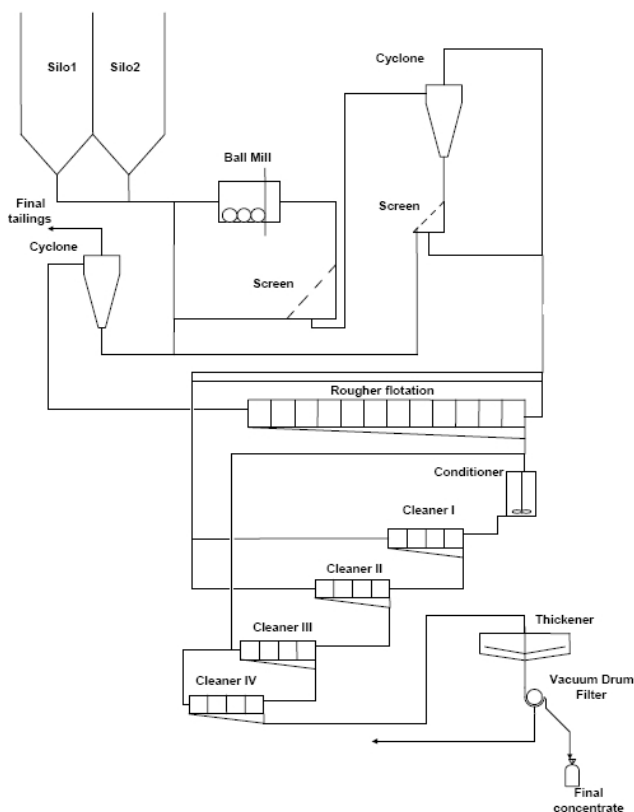 Silo1
Silo2
Cyclone
Ball Mill
Final
tailings
Screen
Cyclone
Screen
Rougher flotation
Conditioner
Cleaner I
Cleaner II
Thickener
Cleaner III
Cleaner IV
Vacuum Drum
Filter
Final
concentrate